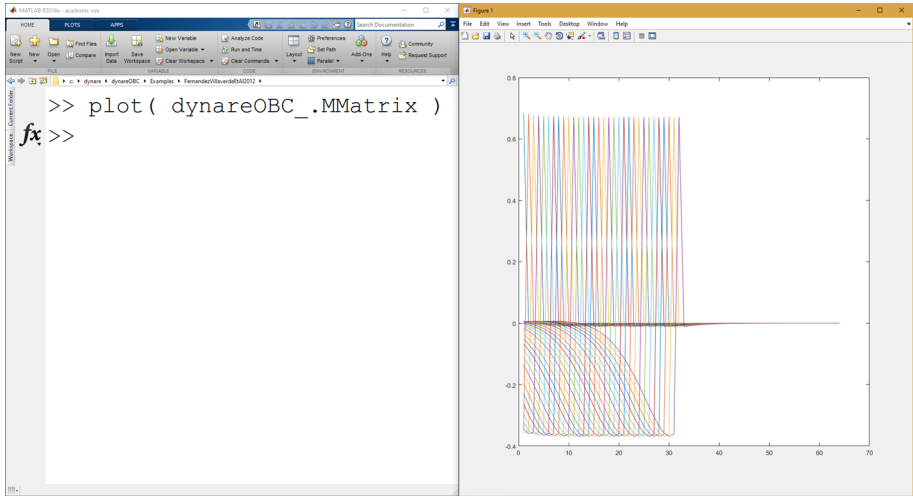 MATLAB R2016a - academic use
HOME PLOTS APPS
Search Documentation
New Script
New
Open
Find Files
Compare
Import Data
Save Workspace
New Variable
Open Variable
Clear Workspace
Analyze Code
Run and Time
Clear Commands
Layout
Preferences
Set Path
Parallel
Add-Ons
Help
Community
Request Support
FILE VARIABLE CODE ENVIRONMENT RESOURCES
c: dynare dynareOBC Examples FernandezVillaverdeEtAl2012
Current Folder
Workspace
>> plot( dynareOBC_.MMatrix )
fx >>
Figure 1
File Edit View Insert Tools Desktop Window Help
0.8
0.6
0.4
0.2
0
-0.2
-0.4
0 10 20 30 40 50 60 70